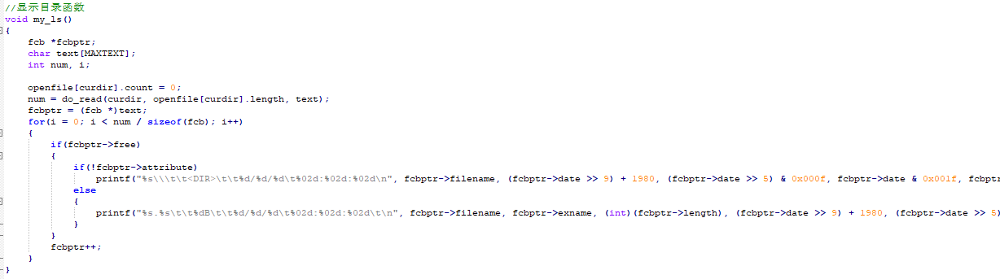 //显示目录函数
void my_ls()
{
    fcb *fcbptr;
    char text[MAXTEXT];
    int num, i;

    openfile[curdir].count = 0;
    num = do_read(curdir, openfile[curdir].length, text);
    fcbptr = (fcb *)text;
    for(i = 0; i < num / sizeof(fcb); i++)
    {
        if(fcbptr->free)
        {
            if(!fcbptr->attribute)
                printf("%s\\\t\t<DIR>\t\t%d/%d/%d\t%02d:%02d:%02d\n", fcbptr->filename, (fcbptr->date >> 9) + 1980, (fcbptr->date >> 5) & 0x000f, fcbptr->date & 0x001f, fcbpt
            else
            {
                printf("%s.%s\t\t%dB\t\t%d/%d/%d\t%02d:%02d:%02d\t\n", fcbptr->filename, fcbptr->exname, (int)(fcbptr->length), (fcbptr->date >> 9) + 1980, (fcbptr->date >> 5)
            }
        }
        fcbptr++;
    }
}